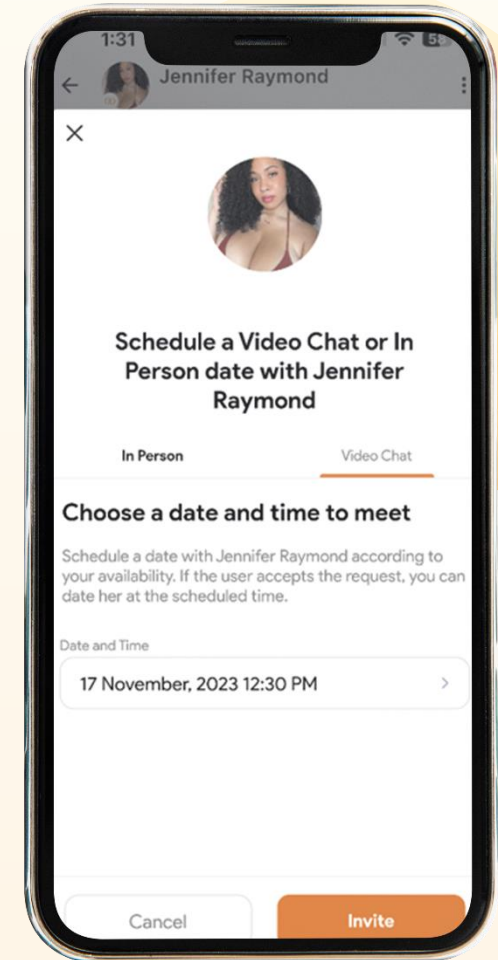 1:31
58
Jennifer Raymond
Schedule a Video Chat or In
Person date with Jennifer
Raymond
In Person
Video Chat
Choose a date and time to meet
Schedule a date with Jennifer Raymond according to
your availability. If the user accepts the request, you can
date her at the scheduled time.
Date and Time
17 November, 2023 12:30 PM
Cancel
Invite